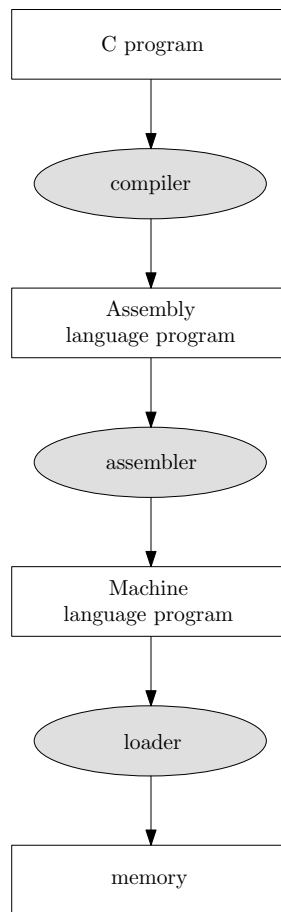 C program
compiler
Assembly
language program
assembler
Machine
language program
loader
memory